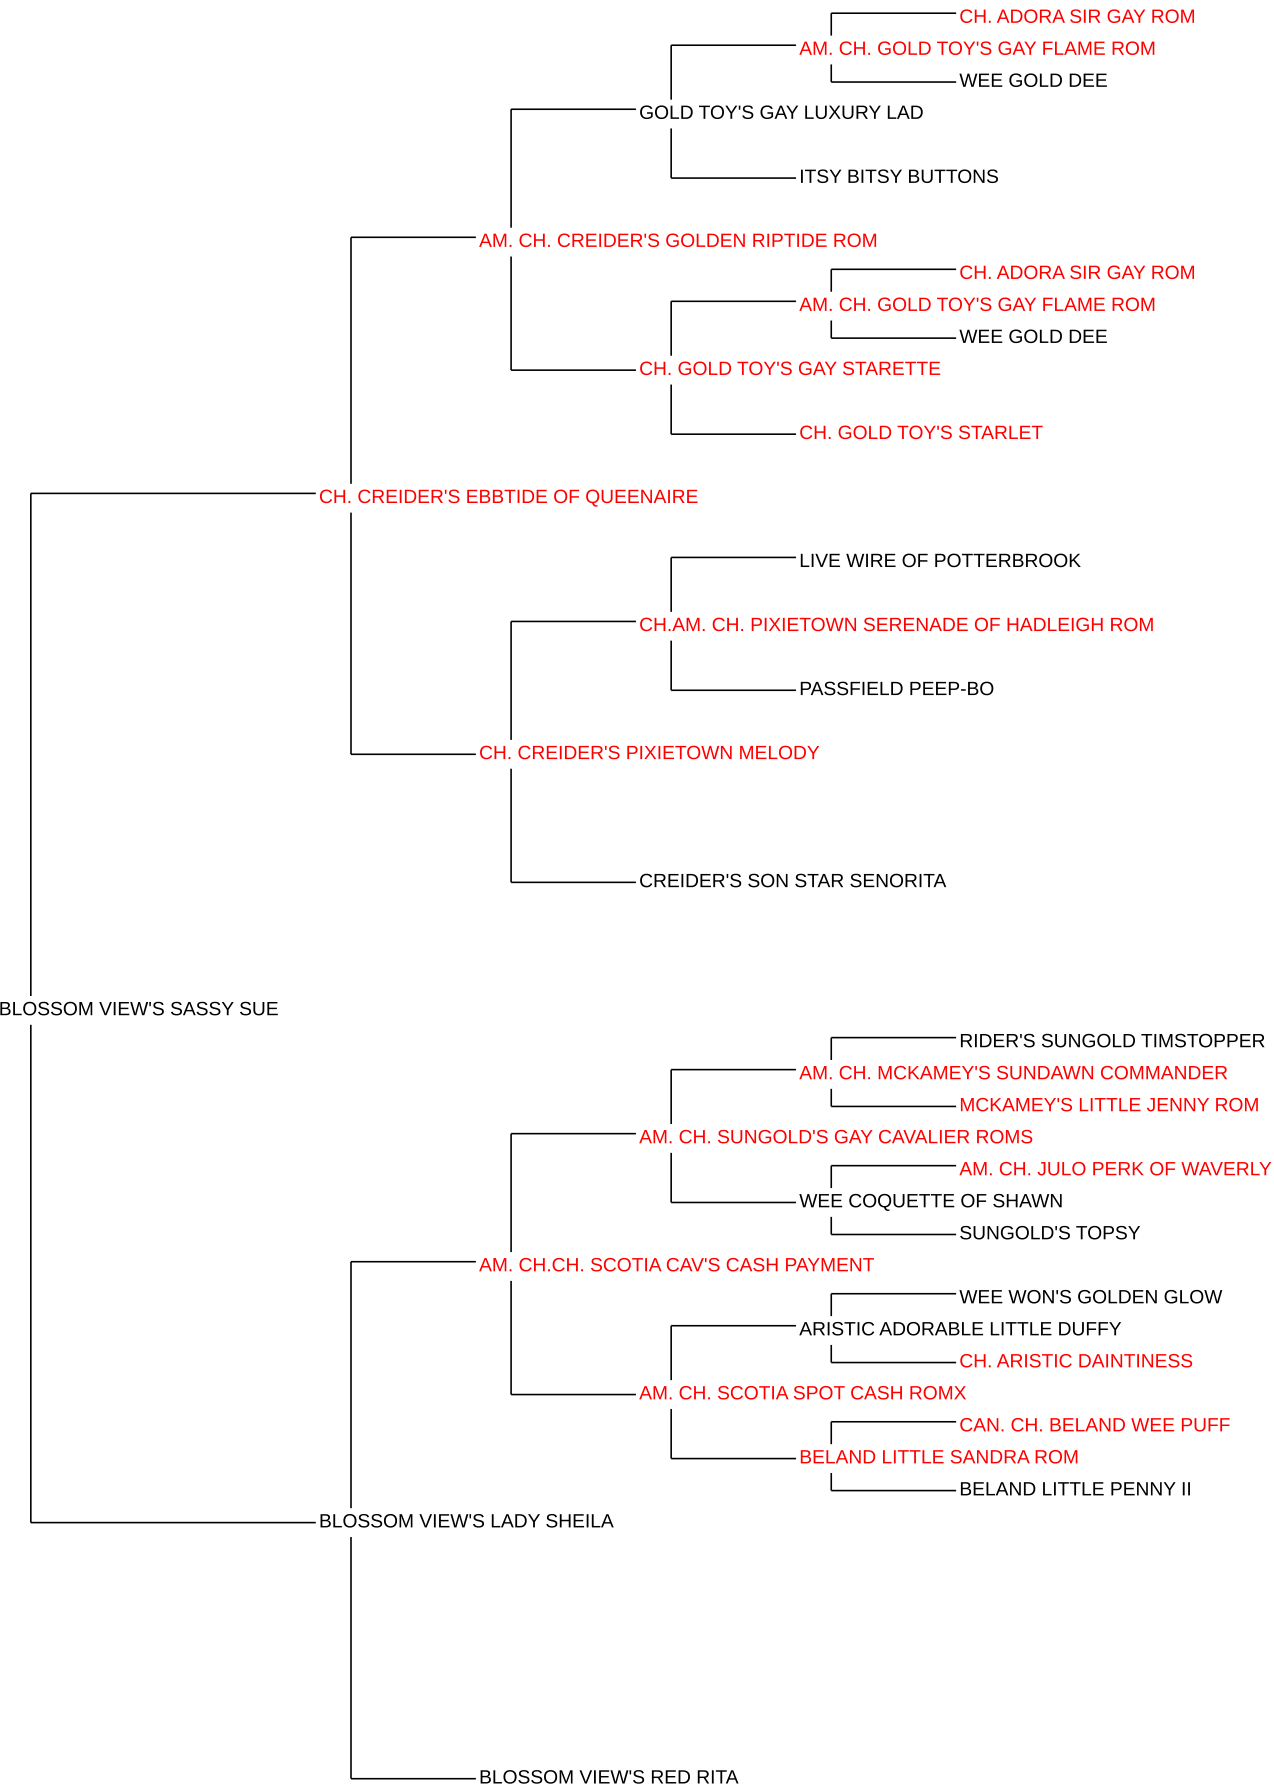 CH. ADORA SIR GAY ROM
AM. CH. GOLD TOY'S GAY FLAME ROM
WEE GOLD DEE
GOLD TOY'S GAY LUXURY LAD
ITSY BITSY BUTTONS
AM. CH. CREIDER'S GOLDEN RIPTIDE ROM
CH. ADORA SIR GAY ROM
AM. CH. GOLD TOY'S GAY FLAME ROM
WEE GOLD DEE
CH. GOLD TOY'S GAY STARETTE
CH. GOLD TOY'S STARLET
CH. CREIDER'S EBBTIDE OF QUEENAIRE
LIVE WIRE OF POTTERBROOK
CH.AM. CH. PIXIETOWN SERENADE OF HADLEIGH ROM
PASSFIELD PEEP-BO
CH. CREIDER'S PIXIETOWN MELODY
CREIDER'S SON STAR SENORITA
BLOSSOM VIEW'S SASSY SUE
RIDER'S SUNGOLD TIMSTOPPER
AM. CH. MCKAMEY'S SUNDAWN COMMANDER
MCKAMEY'S LITTLE JENNY ROM
AM. CH. SUNGOLD'S GAY CAVALIER ROMS
AM. CH. JULO PERK OF WAVERLY
WEE COQUETTE OF SHAWN
SUNGOLD'S TOPSY
AM. CH.CH. SCOTIA CAV'S CASH PAYMENT
WEE WON'S GOLDEN GLOW
ARISTIC ADORABLE LITTLE DUFFY
CH. ARISTIC DAINTINESS
AM. CH. SCOTIA SPOT CASH ROMX
CAN. CH. BELAND WEE PUFF
BELAND LITTLE SANDRA ROM
BELAND LITTLE PENNY II
BLOSSOM VIEW'S LADY SHEILA
BLOSSOM VIEW'S RED RITA